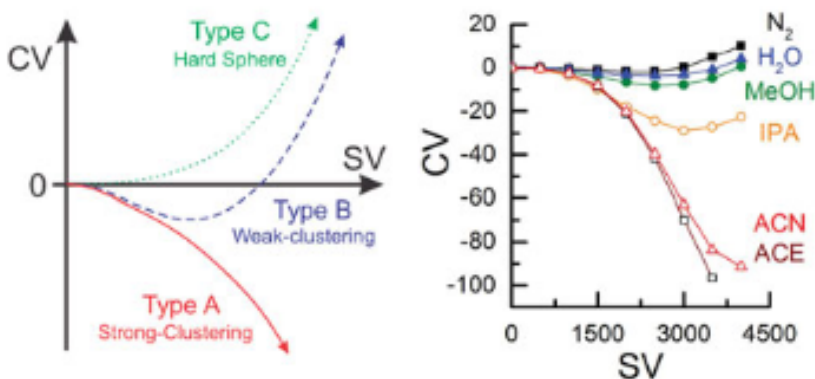 CV
Type C
Hard Sphere
SV
0
Type B
Weak-clustering
Type A
Strong-Clustering
CV
20
0
-20
-40
-60
-80
-100
N₂
H₂O
MeOH
IPA
ACN
ACE
0 1500 3000 4500
SV